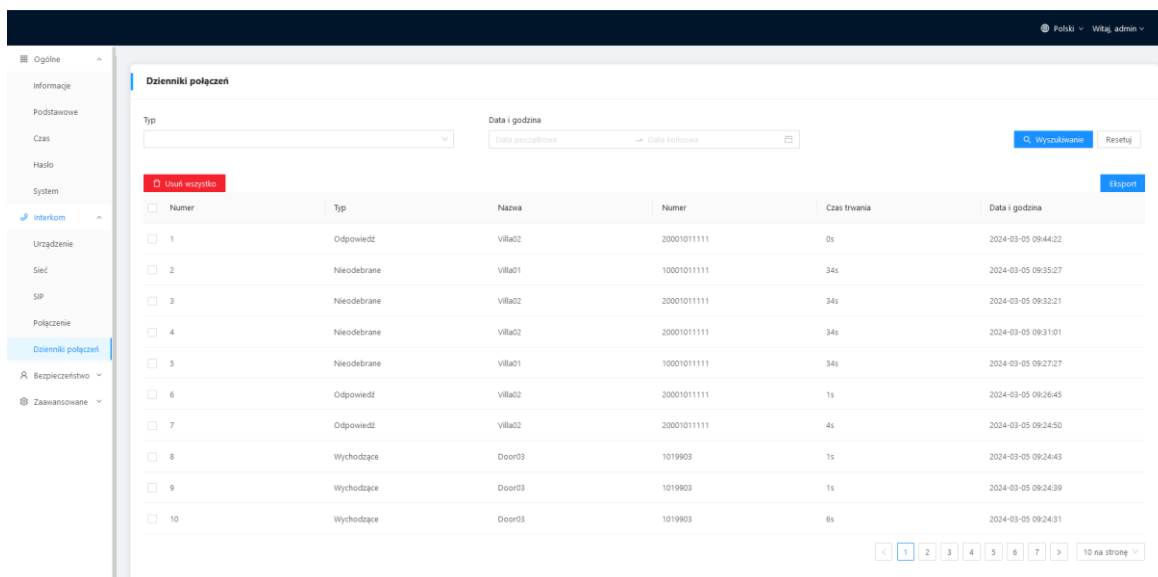 Polski Witaj, admin
Ogólne
Informacje
Podstawowe
Czas
Hasło
System
Interkom
Urządzenie
Sieć
SIP
Połączenie
Dzienniki połączeń
Bezpieczeństwo
Zaawansowane
Dzienniki połączeń
Typ Data i godzina
Data początkowa → Data końcowa Wyszukiwanie Resetuj
Usuń wszystko Eksport
Numer Typ Nazwa Numer Czas trwania Data i godzina
1 Odpowiedź Villa02 20001011111 0s 2024-03-05 09:44:22
2 Nieodebrane Villa01 10001011111 34s 2024-03-05 09:35:27
3 Nieodebrane Villa02 20001011111 34s 2024-03-05 09:32:21
4 Nieodebrane Villa02 20001011111 34s 2024-03-05 09:31:01
5 Nieodebrane Villa01 10001011111 34s 2024-03-05 09:27:27
6 Odpowiedź Villa02 20001011111 1s 2024-03-05 09:26:45
7 Odpowiedź Villa02 20001011111 4s 2024-03-05 09:24:50
8 Wychodzące Door03 1019903 1s 2024-03-05 09:24:43
9 Wychodzące Door03 1019903 1s 2024-03-05 09:24:39
10 Wychodzące Door03 1019903 6s 2024-03-05 09:24:31
< 1 2 3 4 5 6 7 > 10 na stronę